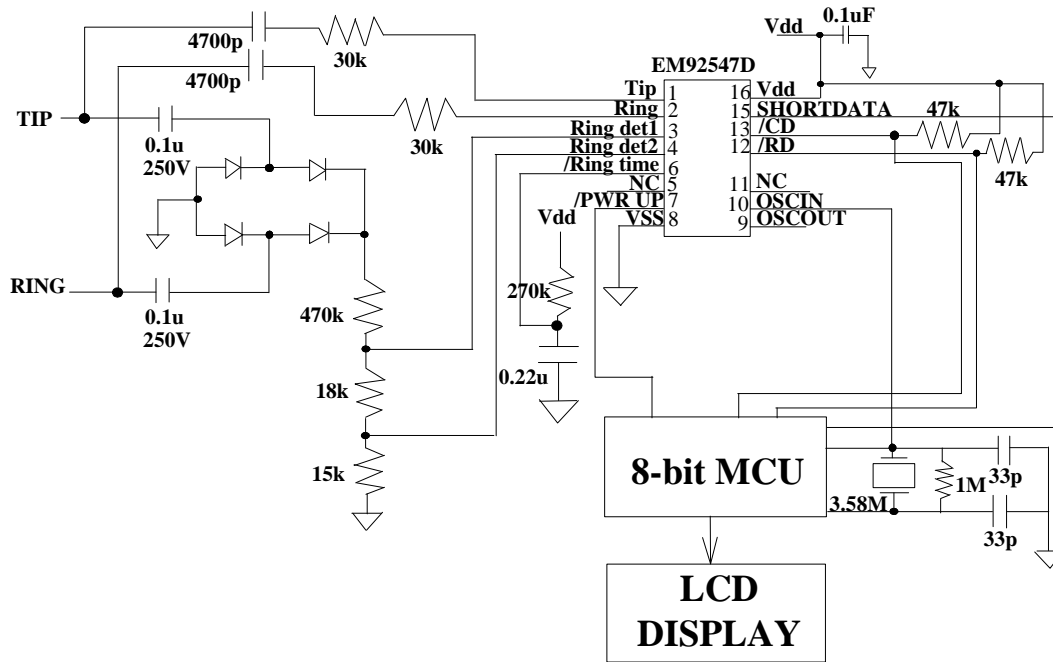 0.1uF
Vdd
4700p
30k
EM92547D
4700p
Tip
1
16
Vdd
Ring
2
15
SHORTDATA
47k
TIP
30k
Ring det1
3
13
/CD
0.1u
250V
Ring det2
4
12
/RD
47k
/Ring time
6
NC
5
11
NC
/PWR UP
7
10
OSCIN
Vdd
VSS
8
9
OSCOUT
RING
270k
0.1u
250V
470k
0.22u
18k
15k
8-bit MCU
3.58M
1M
33p
33p
LCD
DISPLAY